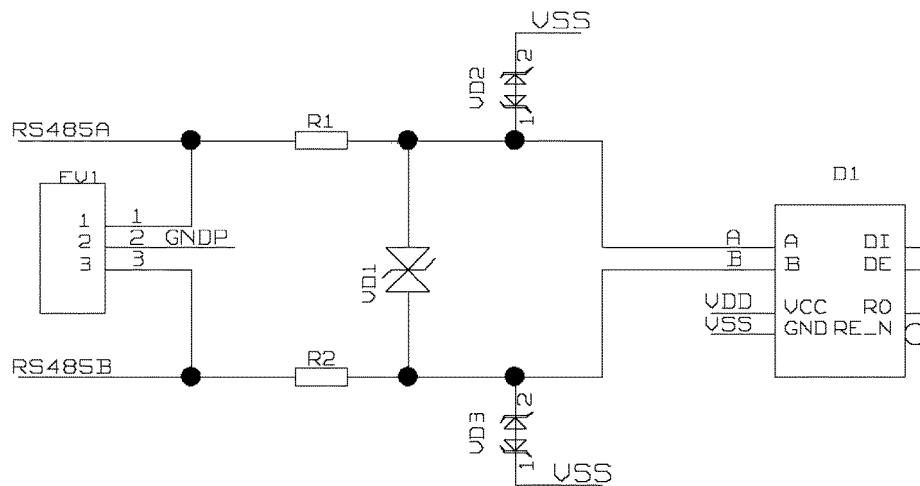 VSS
2
VD2
1
RS485A
R1
FV1
D1
1 1
2 2 GNDP
3 3
VD1
A A DI
B B DE
VDD VCC RO
VSS GND RE_N
RS485B
R2
2
VD3
1
VSS